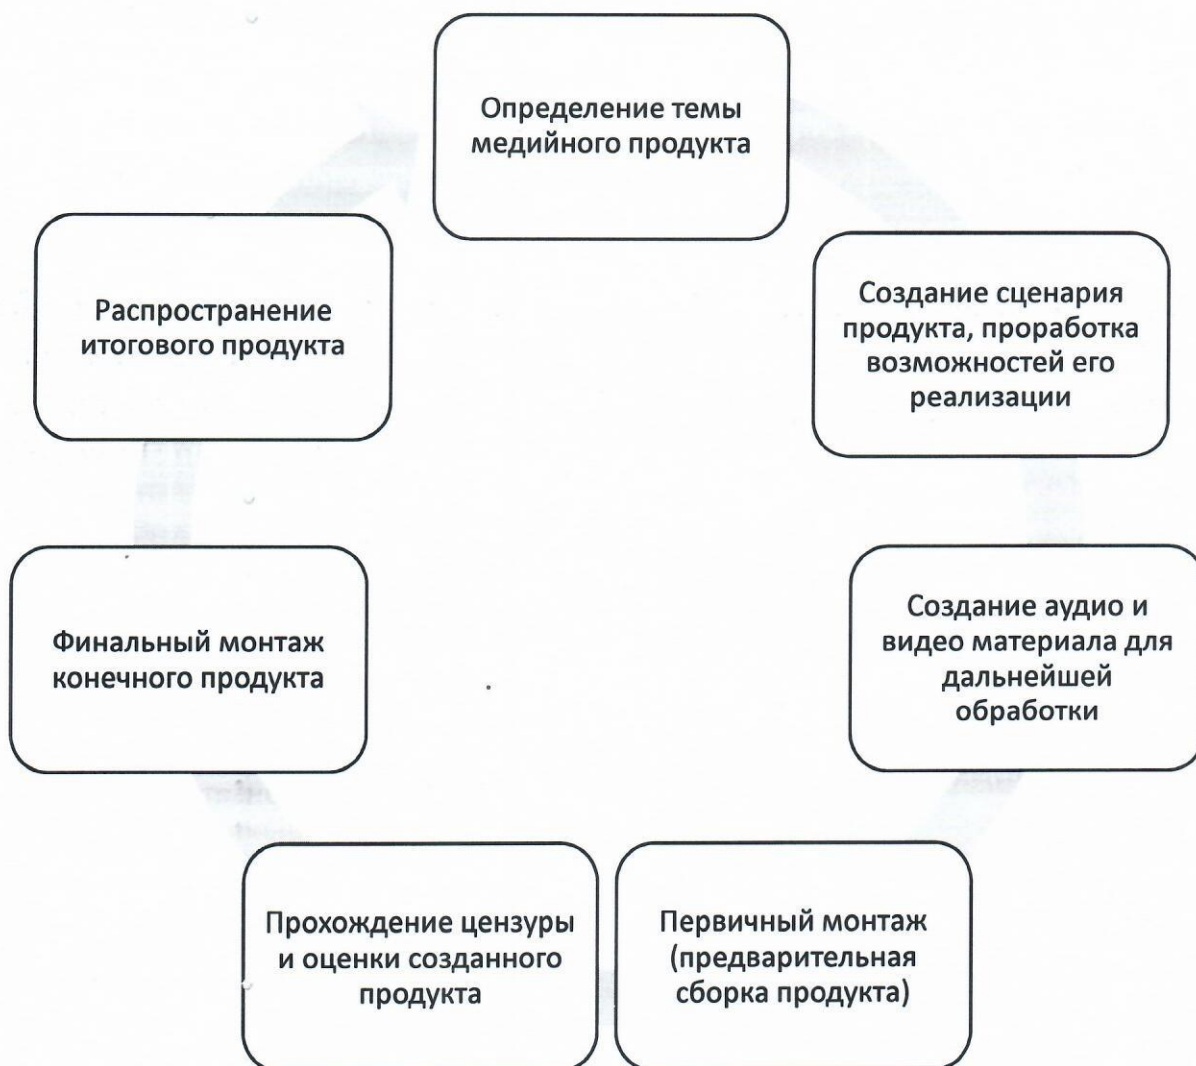 Определение темы
медийного продукта
Создание сценария
продукта, проработка
возможностей его
реализации
Создание аудио и
видео материала для
дальнейшей
обработки
Первичный монтаж
(предварительная
сборка продукта)
Прохождение цензуры
и оценки созданного
продукта
Финальный монтаж
конечного продукта
Распространение
итогового продукта